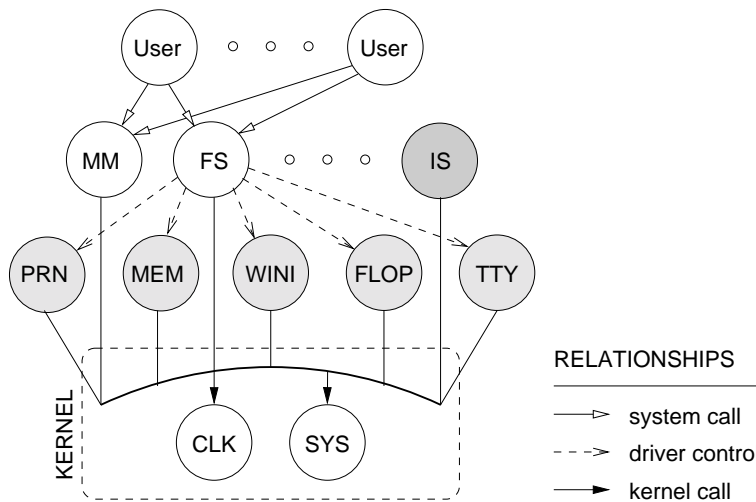 User
User
MM
FS
IS
PRN
MEM
WINI
FLOP
TTY
KERNEL
CLK
SYS
RELATIONSHIPS
system call
driver contro
kernel call